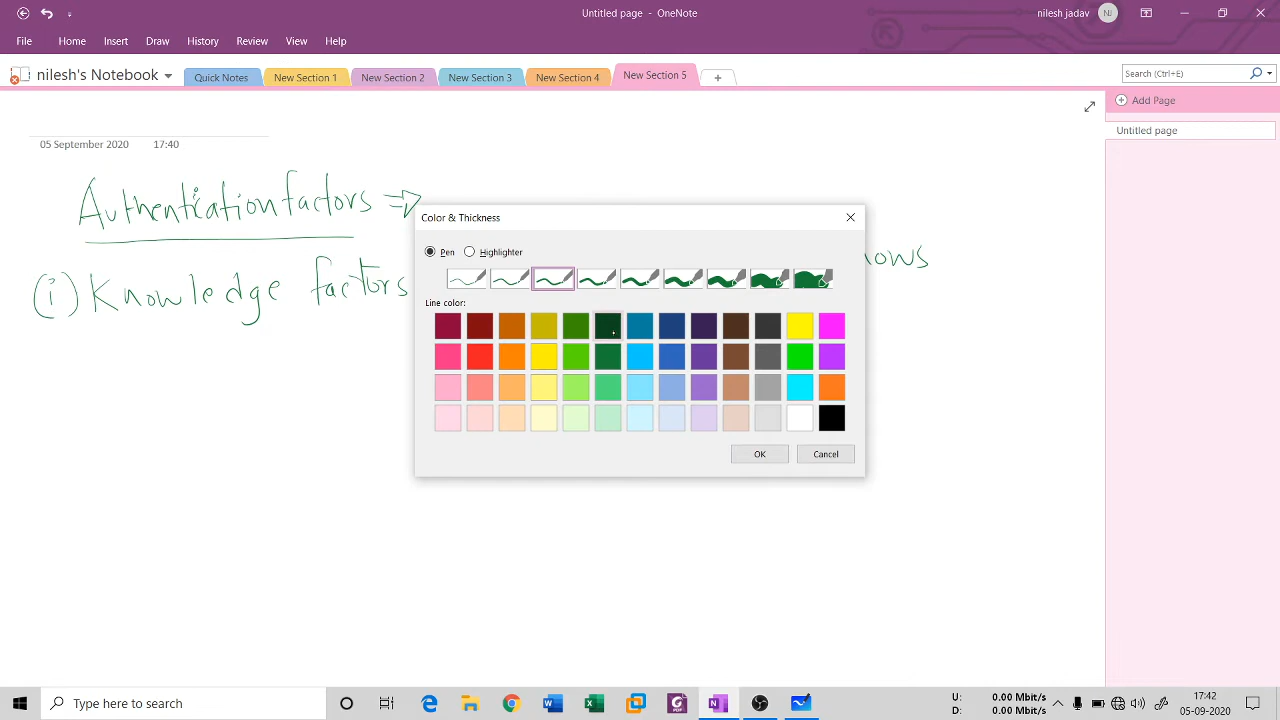 Untitled page - OneNote
nilesh jadav NJ
File Home Insert Draw History Review View Help
nilesh's Notebook Quick Notes New Section 1 New Section 2 New Section 3 New Section 4 New Section 5 Search (Ctrl+E)
Add Page
Untitled page
05 September 2020 17:40
Authentication factors ⇒
(i) Knowledge factors
nows
Color & Thickness
Pen Highlighter
Line color:
OK Cancel
Type here to search
U: 0.00 Mbit/s
D: 0.00 Mbit/s
17:42
05-09-2020